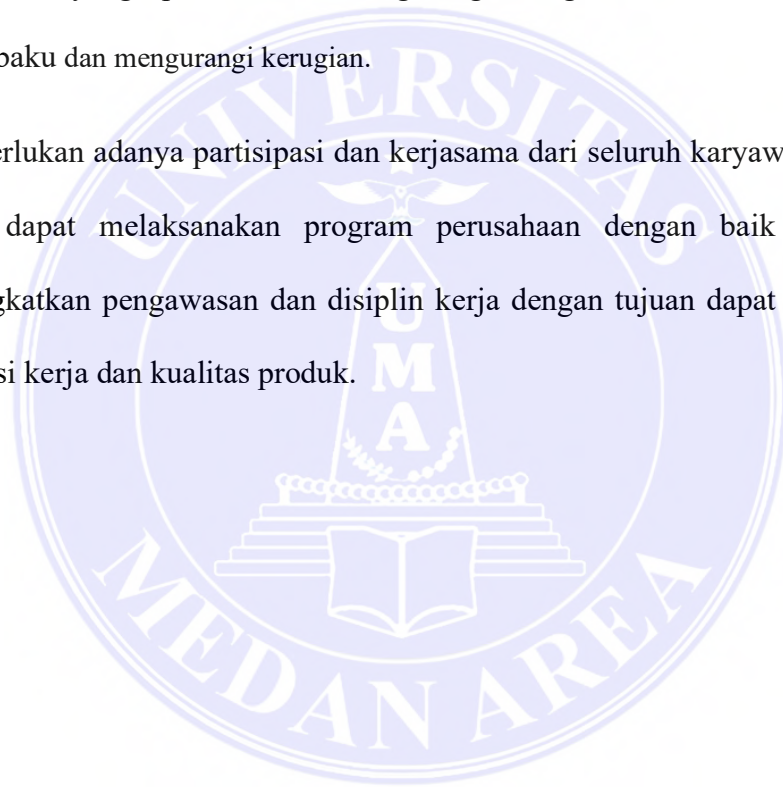 baku dan mengurangi kerugian.
erlukan adanya partisipasi dan kerjasama dari seluruh karyaw
dapat melaksanakan program perusahaan dengan baik
gkatkan pengawasan dan disiplin kerja dengan tujuan dapat
si kerja dan kualitas produk.
UNIVERSITAS
UMA
MEDAN AREA